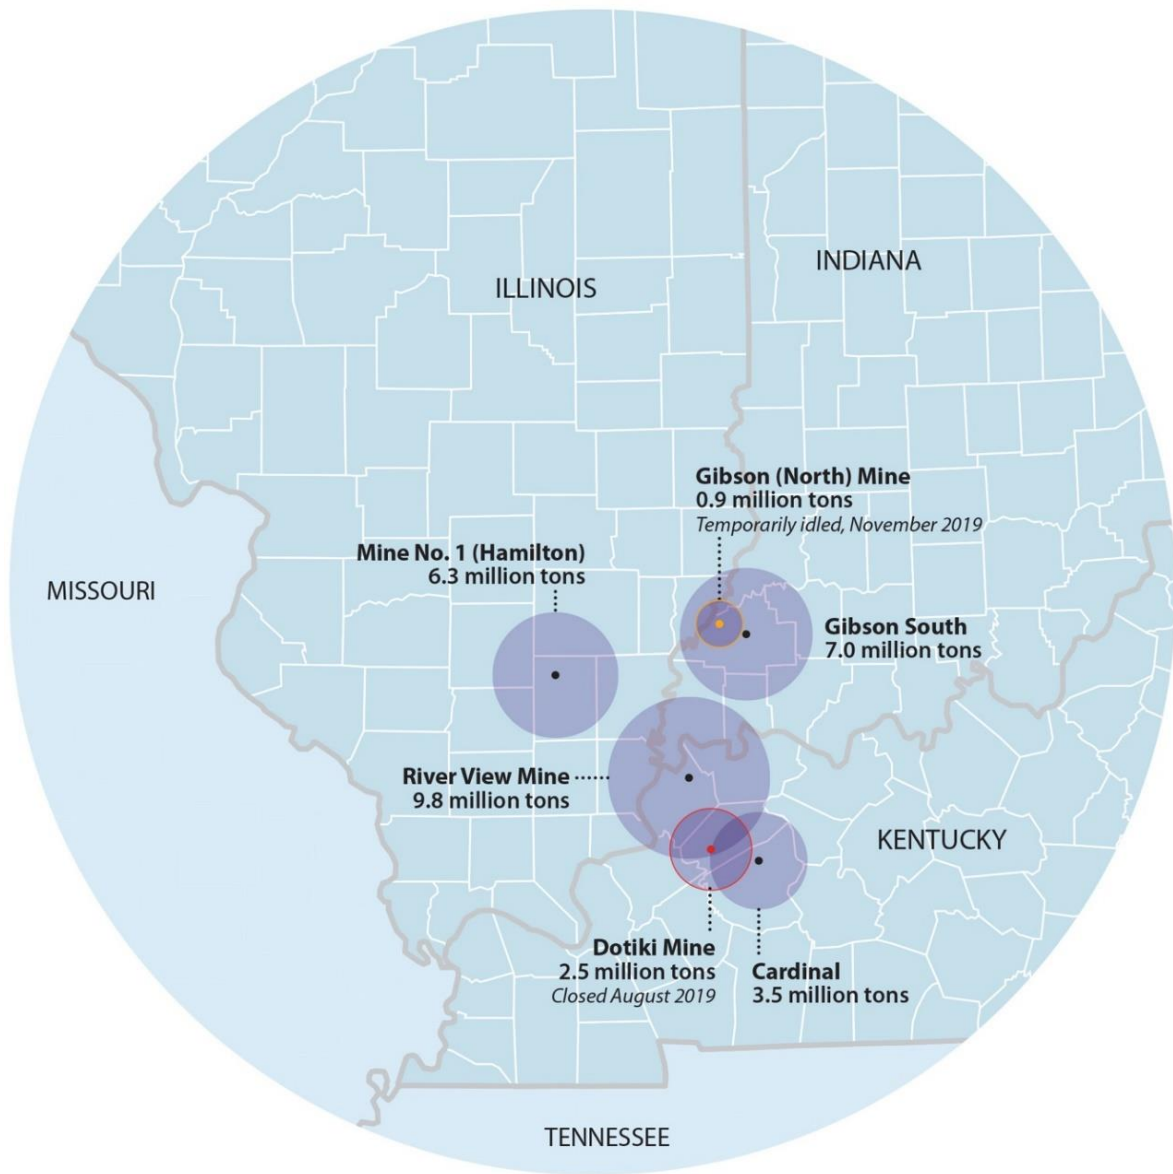 INDIANA
ILLINOIS
Gibson (North) Mine
0.9 million tons
Temporarily idled, November 2019
Mine No. 1 (Hamilton)
6.3 million tons
MISSOURI
Gibson South
7.0 million tons
River View Mine
9.8 million tons
KENTUCKY
Dotiki Mine
2.5 million tons
Closed August 2019
Cardinal
3.5 million tons
TENNESSEE